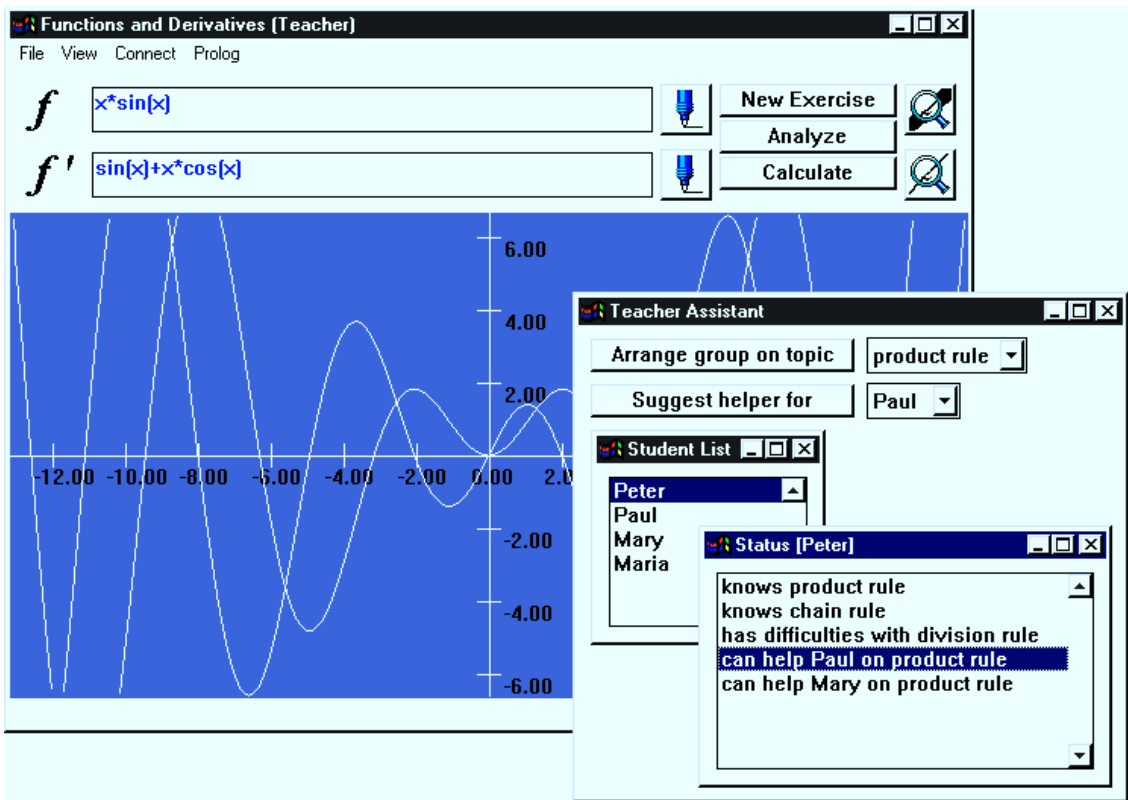 Functions and Derivatives (Teacher)
File View Connect Prolog
f
x*sin(x)
New Exercise
Analyze
f '
sin(x)+x*cos(x)
Calculate
6.00
4.00
2.00
-12.00 -10.00 -8.00 -6.00 -4.00 -2.00 0.00 2.0
-2.00
-4.00
-6.00
Teacher Assistant
Arrange group on topic
product rule
Suggest helper for
Paul
Student List
Peter
Paul
Mary
Maria
Status [Peter]
knows product rule
knows chain rule
has difficulties with division rule
can help Paul on product rule
can help Mary on product rule